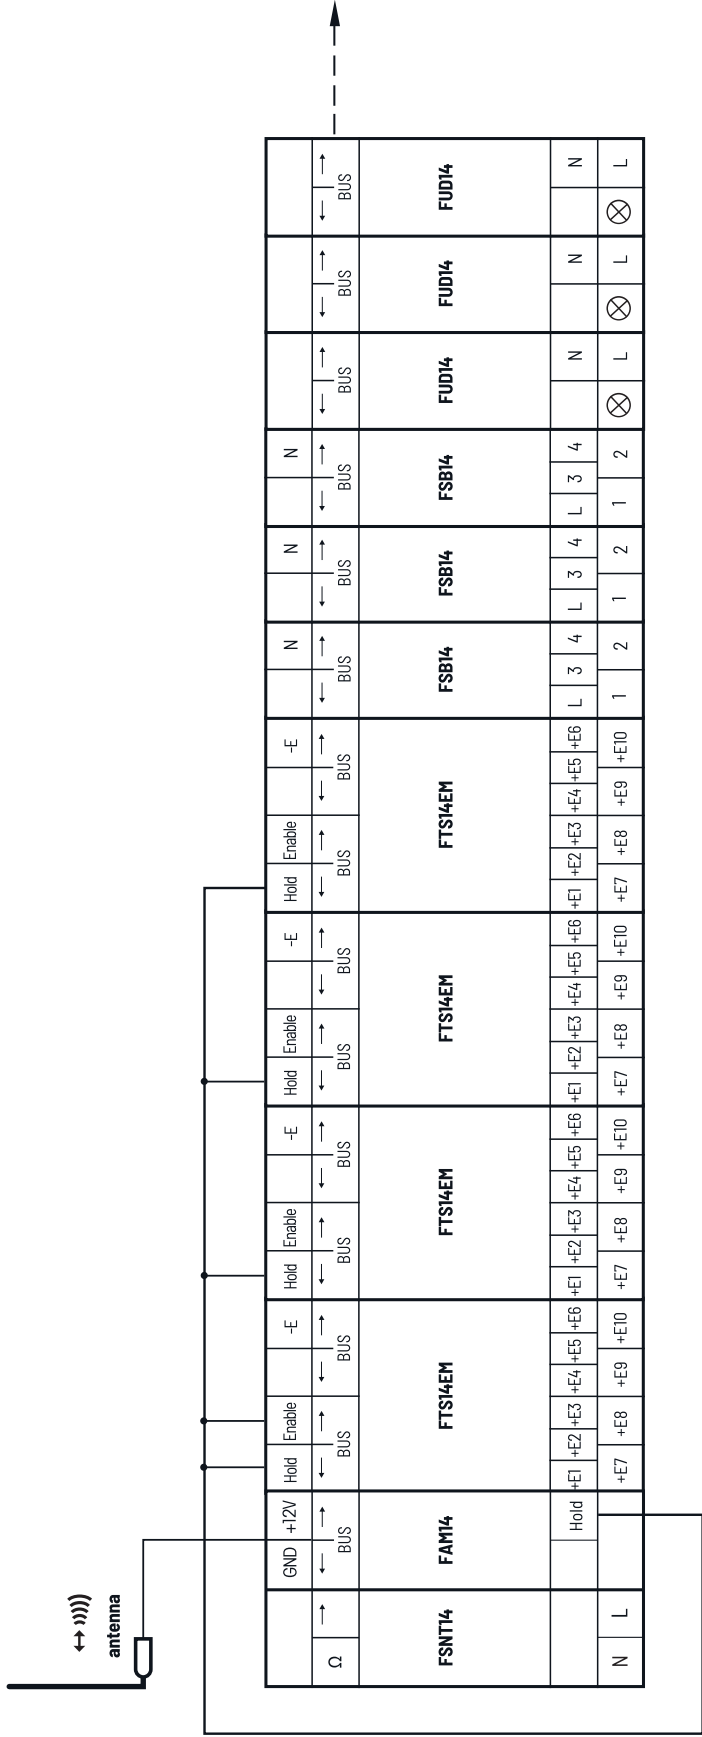 antenna
GND +12V Hold Enable -E Hold Enable -E Hold Enable -E Hold Enable -E N N N
Ω BUS BUS BUS BUS BUS BUS BUS BUS BUS BUS BUS BUS BUS BUS BUS
FSNT14 FAM14 FTS14EM FTS14EM FTS14EM FTS14EM FSB14 FSB14 FSB14 FUD14 FUD14 FUD14
Hold +E1 +E2 +E3 +E4 +E5 +E6 +E1 +E2 +E3 +E4 +E5 +E6 +E1 +E2 +E3 +E4 +E5 +E6 +E1 +E2 +E3 +E4 +E5 +E6 L 3 4 L 3 4 L 3 4 N N N
N L +E7 +E8 +E9 +E10 +E7 +E8 +E9 +E10 +E7 +E8 +E9 +E10 +E7 +E8 +E9 +E10 1 2 1 2 1 2 L L L